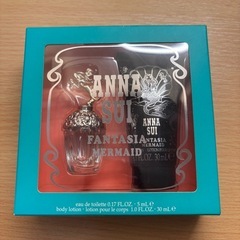 ANNA
SUI
FANTASIA
MERMAID
ANNA
SUI
FANTASIA
MERMAID
eau de toilette 0.17 FL.OZ. - 5 ml ℮
body lotion • lotion pour le corps 1.0 FL.OZ. - 30 ml ℮